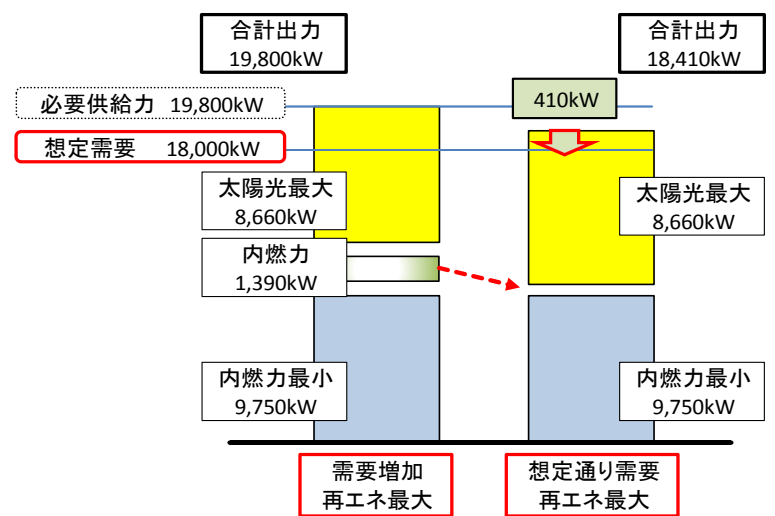 合計出力
19,800kW
合計出力
18,410kW
必要供給力 19,800kW
410kW
想定需要 18,000kW
太陽光最大
8,660kW
太陽光最大
8,660kW
内燃力
1,390kW
内燃力最小
9,750kW
内燃力最小
9,750kW
需要増加
再エネ最大
想定通り需要
再エネ最大